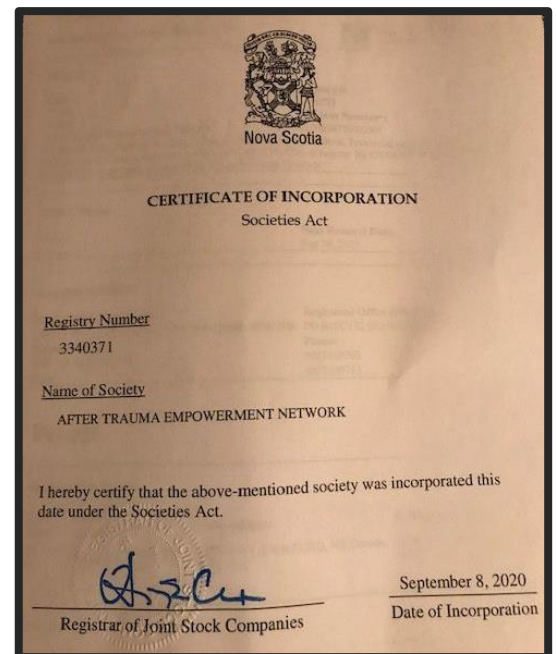 Nova Scotia
CERTIFICATE OF INCORPORATION
Societies Act
Registry Number
3340371
Name of Society
AFTER TRAUMA EMPOWERMENT NETWORK
I hereby certify that the above-mentioned society was incorporated this
date under the Societies Act.
September 8, 2020
Registrar of Joint Stock Companies
Date of Incorporation